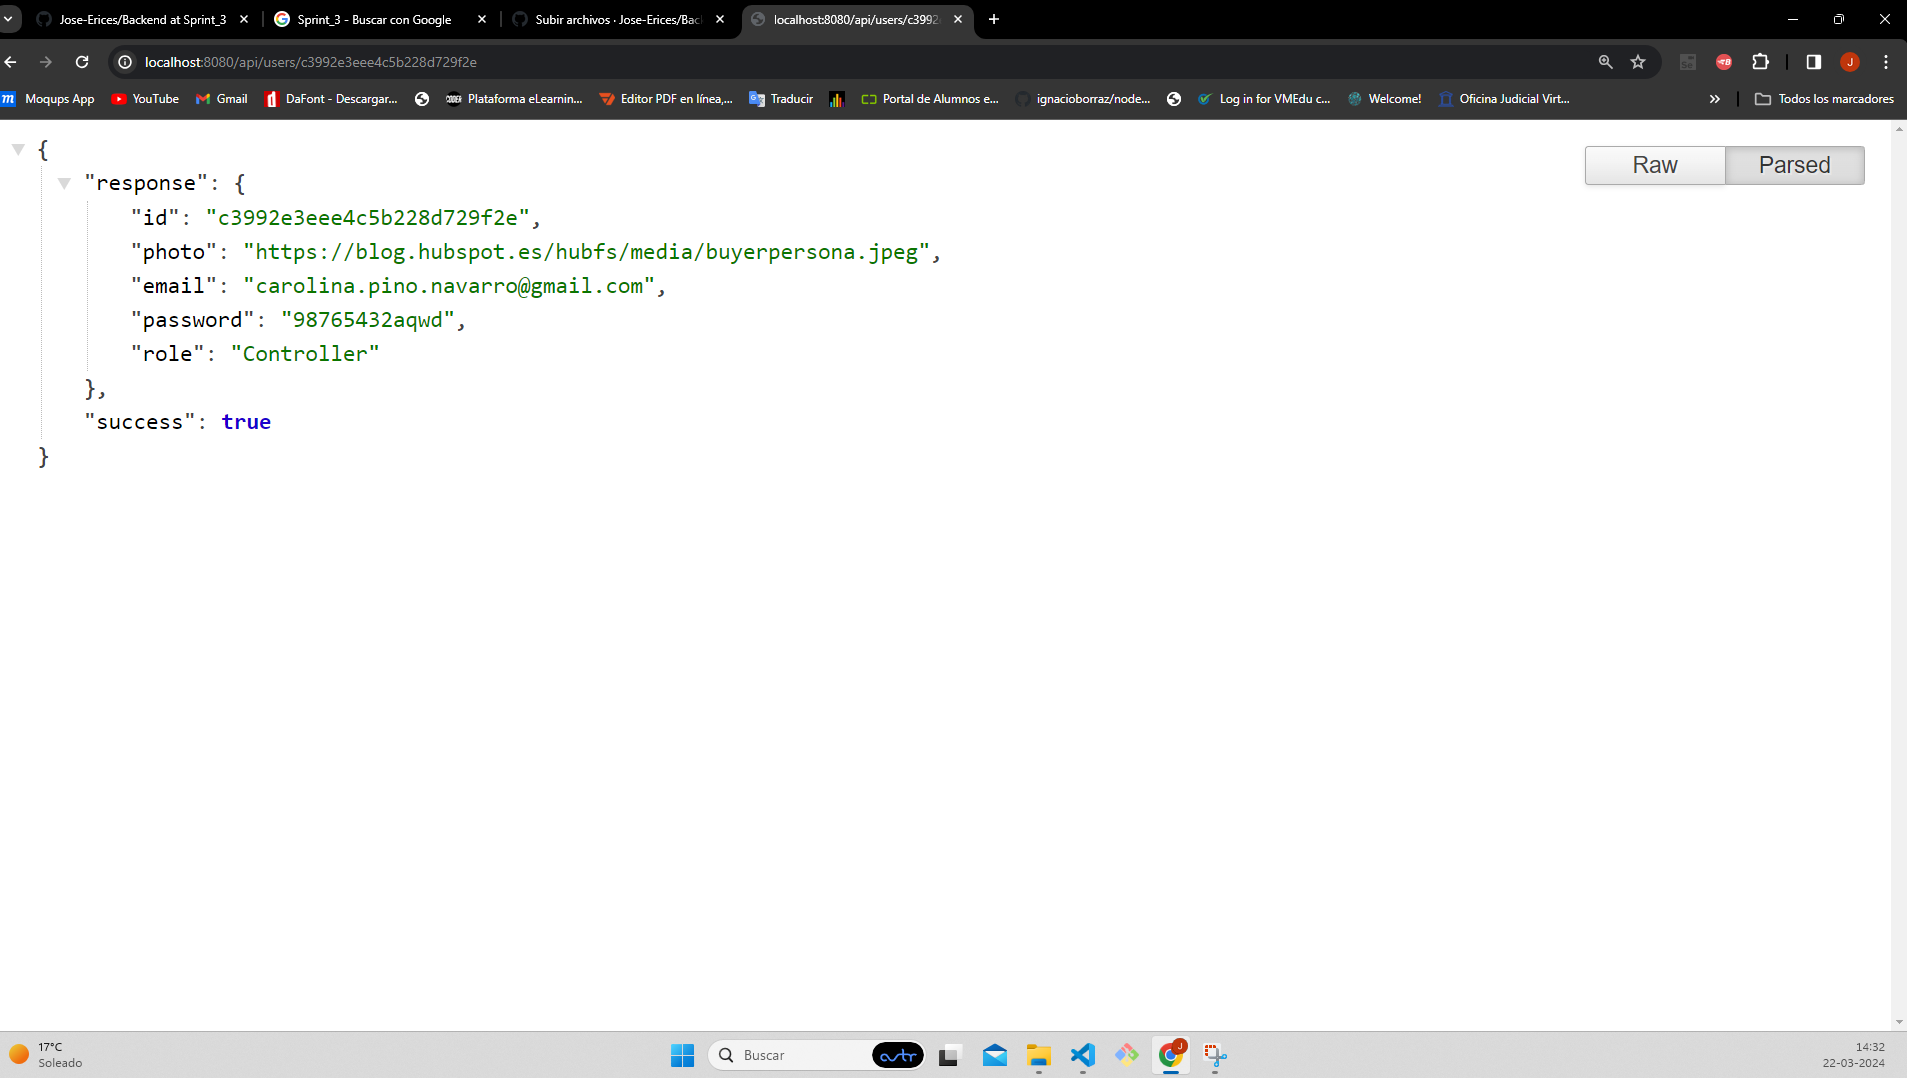 Jose-Erices/Backend at Sprint_3
Sprint_3 - Buscar con Google
Subir archivos · Jose-Erices/Bac
localhost:8080/api/users/c3992
localhost:8080/api/users/c3992e3eee4c5b228d729f2e
J
Moqups App
YouTube
Gmail
DaFont - Descargar...
Plataforma eLearnin...
Editor PDF en línea,...
Traducir
Portal de Alumnos e...
ignacioborraz/node...
Log in for VMEdu c...
Welcome!
Oficina Judicial Virt...
Todos los marcadores
Raw
Parsed
{
"response": {
"id": "c3992e3eee4c5b228d729f2e",
"photo": "https://blog.hubspot.es/hubfs/media/buyerpersona.jpeg",
"email": "carolina.pino.navarro@gmail.com",
"password": "98765432aqwd",
"role": "Controller"
},
"success": true
}
17°C
Soleado
Buscar
J
14:32
22-03-2024